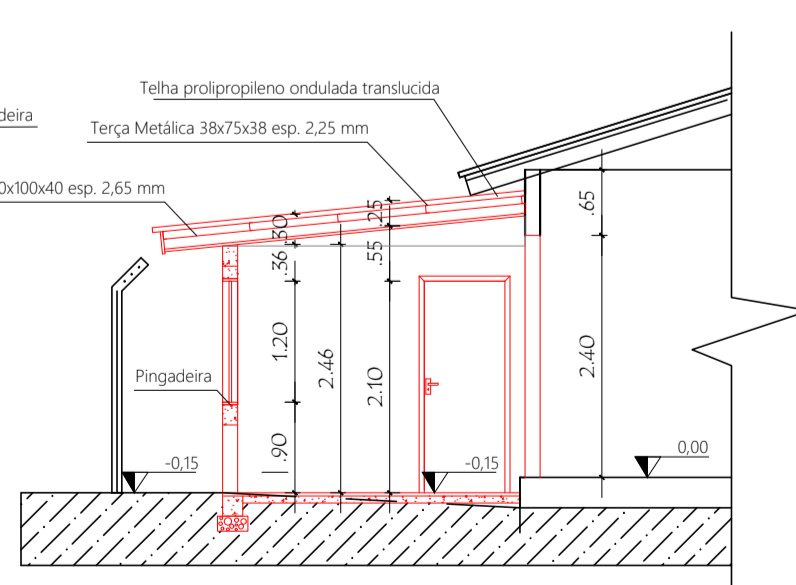 Telha prolipropileno ondulada translucida
deira
Terça Metálica 38x75x38 esp. 2,25 mm
0x100x40 esp. 2,65 mm
.30
.25
.65
.36
.55
1.20
2.46
2.10
2.40
Pingadeira
.90
-0,15
-0,15
0,00